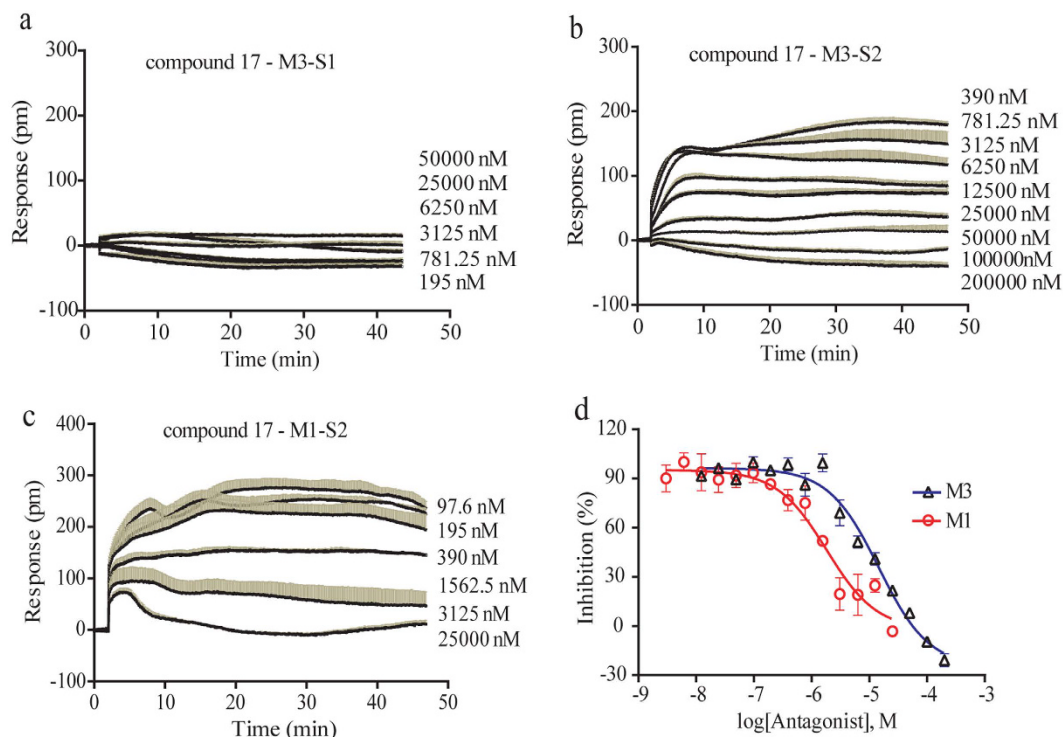 a
compound 17 - M3-S1
Response (pm)
300
200
100
0
-100
50000 nM
25000 nM
6250 nM
3125 nM
781.25 nM
195 nM
0 10 20 30 40 50
Time (min)
b
compound 17 - M3-S2
Response (pm)
300
200
100
0
-100
390 nM
781.25 nM
3125 nM
6250 nM
12500 nM
25000 nM
50000 nM
100000nM
200000 nM
0 10 20 30 40 50
Time (min)
c
compound 17 - M1-S2
Response (pm)
400
300
200
100
0
-100
97.6 nM
195 nM
390 nM
1562.5 nM
3125 nM
25000 nM
0 10 20 30 40 50
Time (min)
d
Inhibition (%)
120
90
60
30
0
-30
M3
M1
-9 -8 -7 -6 -5 -4 -3
log[Antagonist], M